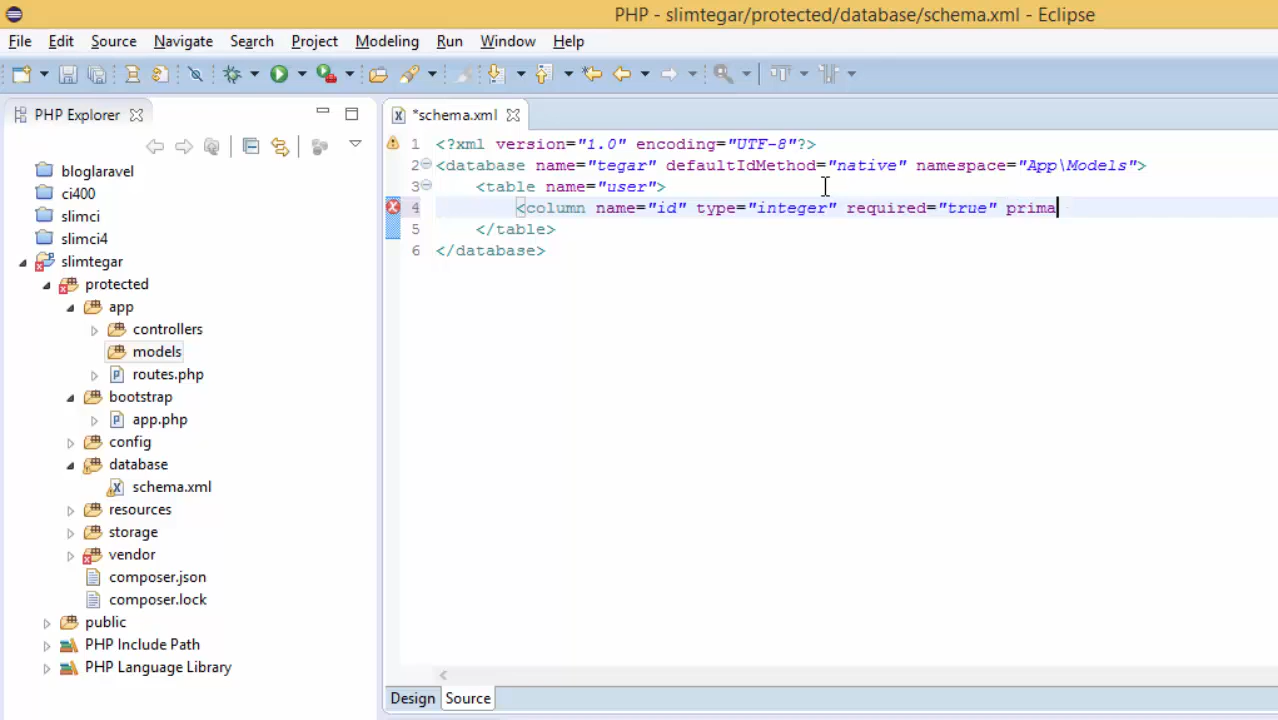 PHP - slimtegar/protected/database/schema.xml - Eclipse
File Edit Source Navigate Search Project Modeling Run Window Help
PHP Explorer
*schema.xml
bloglaravel
ci400
slimci
slimci4
slimtegar
protected
app
controllers
models
routes.php
bootstrap
app.php
config
database
schema.xml
resources
storage
vendor
composer.json
composer.lock
public
PHP Include Path
PHP Language Library
1 <?xml version="1.0" encoding="UTF-8"?>
2 <database name="tegar" defaultIdMethod="native" namespace="App\Models">
3 <table name="user">
4 <column name="id" type="integer" required="true" prima
5 </table>
6 </database>
Design Source